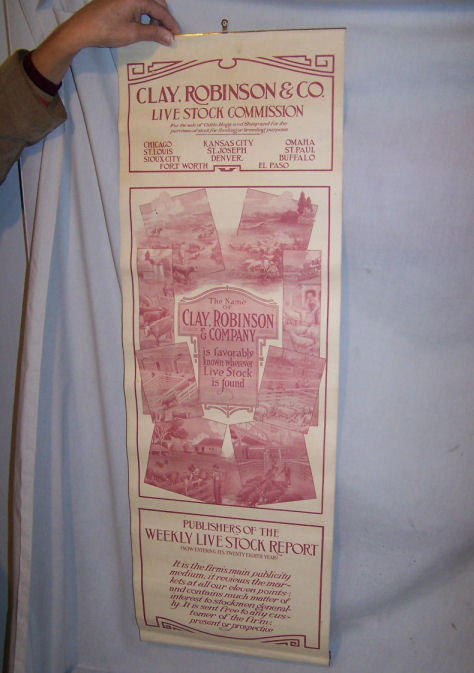 CLAY, ROBINSON & CO.
LIVE STOCK COMMISSION
For the sale of Cattle, Hogs and Sheep and for the
purchase of stock for feeding or breeding purposes
CHICAGO KANSAS CITY OMAHA
ST. LOUIS ST. JOSEPH ST. PAUL
SIOUX CITY DENVER. BUFFALO
FORT WORTH EL PASO
The Name
OF
CLAY, ROBINSON
& COMPANY
is favorably
known wherever
Live Stock
is found
PUBLISHERS OF THE
WEEKLY LIVE STOCK REPORT
(NOW ENTERING ITS TWENTY EIGHTH YEAR)
It is the firm's main publicity
medium; it reviews the mar-
kets at all our eleven points;
and contains much matter of
interest to stockmen general-
ly. It is sent free to any cus-
tomer of the firm;
present or prospective